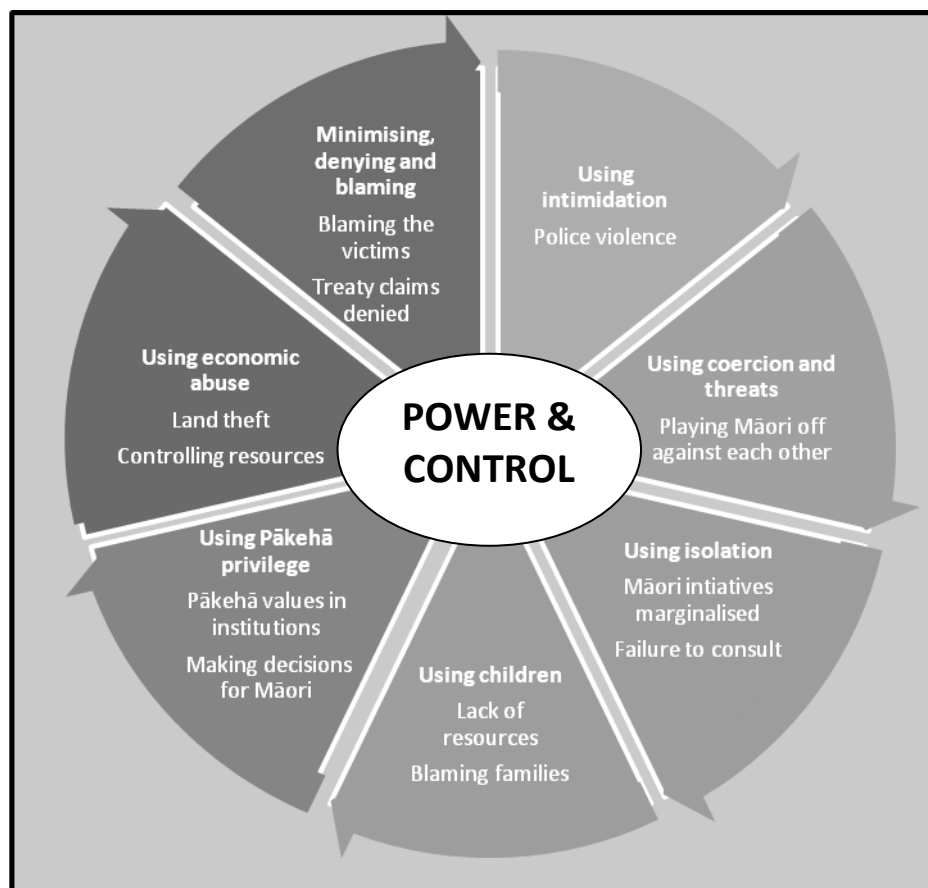 Minimising,
denying and
blaming
Blaming the
victims
Treaty claims
denied
Using
intimidation
Police violence
Using coercion and
threats
Playing Māori off
against each other
Using isolation
Māori intiatives
marginalised
Failure to consult
Using children
Lack of
resources
Blaming families
Using Pākehā
privilege
Pākehā values in
institutions
Making decisions
for Māori
Using economic
abuse
Land theft
Controlling resources
POWER &
CONTROL